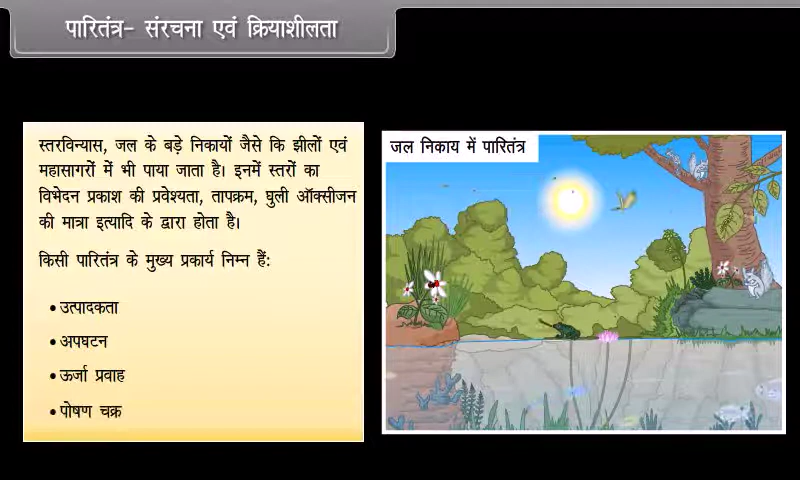 पारितंत्र- संरचना एवं क्रियाशीलता
स्तरविन्यास, जल के बड़े निकायों जैसे कि झीलों एवं
महासागरों में भी पाया जाता है। इनमें स्तरों का
विभेदन प्रकाश की प्रवेश्यता, तापक्रम, घुली ऑक्सीजन
की मात्रा इत्यादि के द्वारा होता है।
किसी पारितंत्र के मुख्य प्रकार्य निम्न हैं:
• उत्पादकता
• अपघटन
• ऊर्जा प्रवाह
• पोषण चक्र
जल निकाय में पारितंत्र